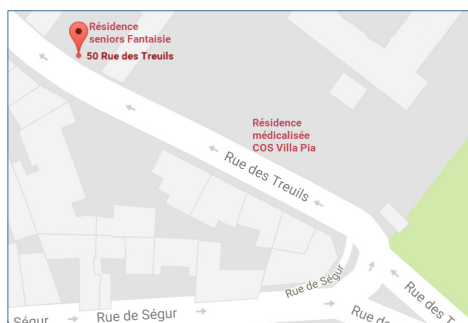 Résidence
seniors Fantaisie
50 Rue des Treuils
Résidence
médicalisée
COS Villa Pia
Rue des Treuils
Rue de Ségur
Ségur
Rue de Ségur
Rue de
Rue des T